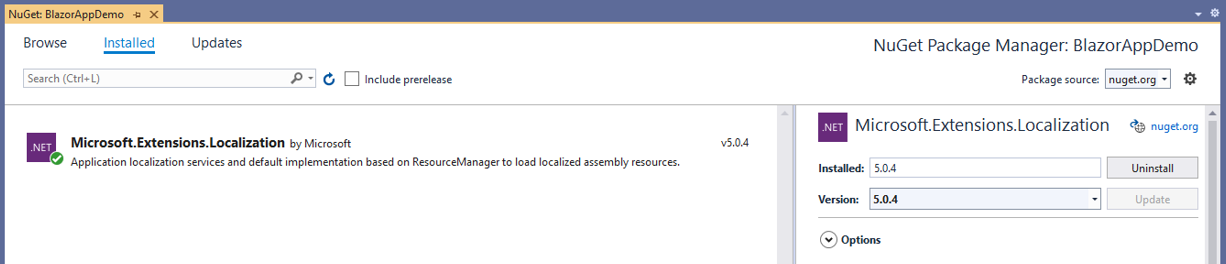 NuGet: BlazorAppDemo
Browse Installed Updates
NuGet Package Manager: BlazorAppDemo
Search (Ctrl+L)
Include prerelease
Package source: nuget.org
.NET
Microsoft.Extensions.Localization by Microsoft
v5.0.4
Application localization services and default implementation based on ResourceManager to load localized assembly resources.
.NET
Microsoft.Extensions.Localization
nuget.org
Installed: 5.0.4 Uninstall
Version: 5.0.4 Update
Options